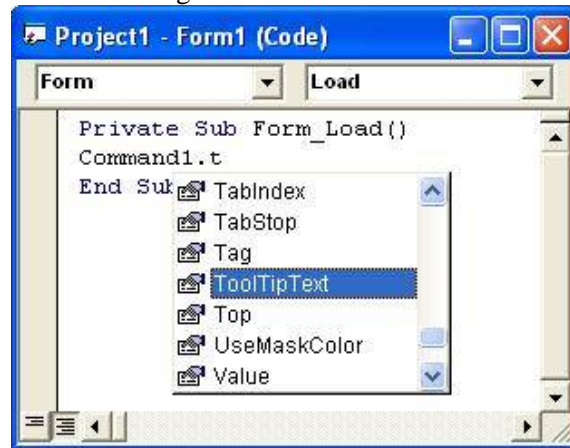 Project1 - Form1 (Code)
Form Load
Private Sub Form_Load()
Command1.t
End Sub
TabIndex
TabStop
Tag
ToolTipText
Top
UseMaskColor
Value